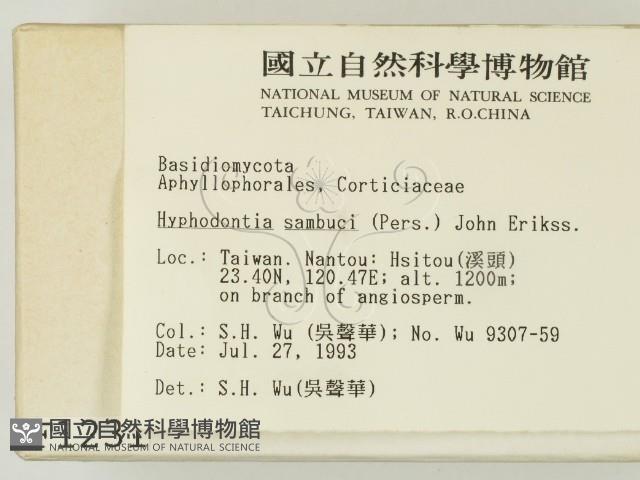 國立自然科學博物館
NATIONAL MUSEUM OF NATURAL SCIENCE
TAICHUNG, TAIWAN, R.O.CHINA
Basidiomycota
Aphyllophorales, Corticiaceae
Hyphodontia sambuci (Pers.) John Erikss.
Loc.: Taiwan. Nantou: Hsitou(溪頭)
23.40N, 120.47E; alt. 1200m;
on branch of angiosperm.
Col.: S.H. Wu (吳聲華); No. Wu 9307-59
Date: Jul. 27, 1993
Det.: S.H. Wu(吳聲華)
國立自然科學博物館
NATIONAL MUSEUM OF NATURAL SCIENCE